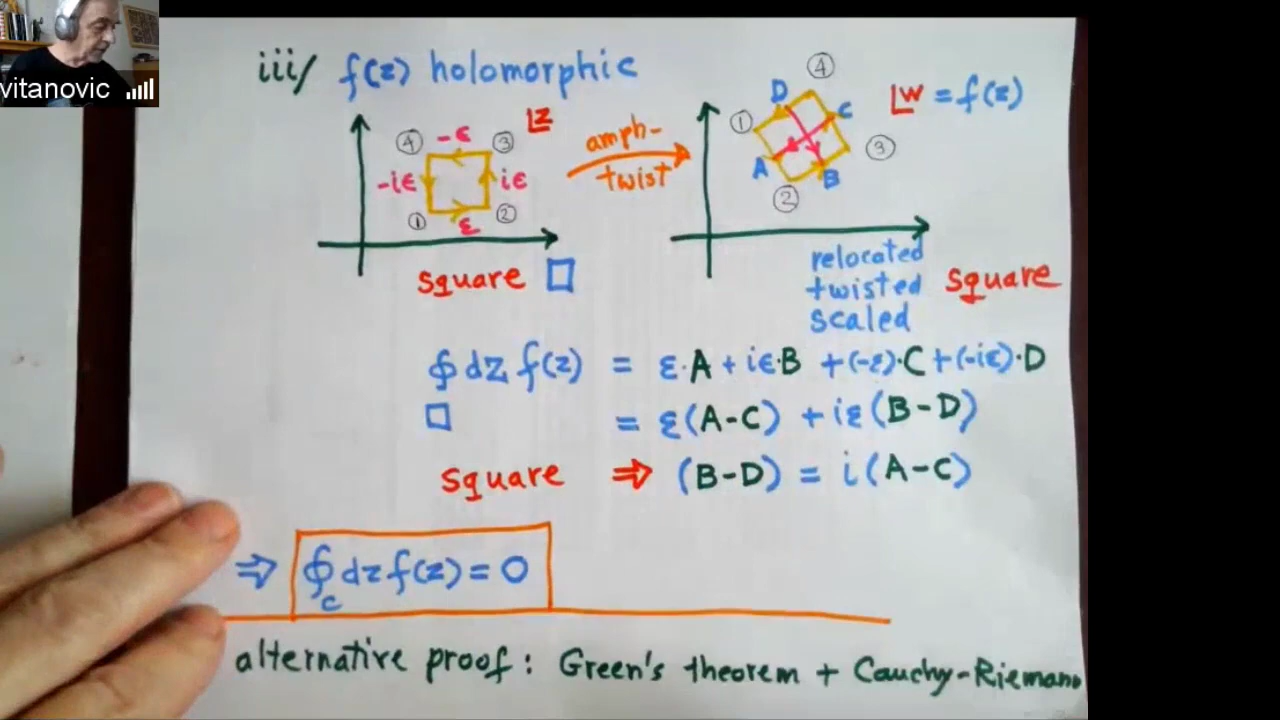 vitanovic
iii/ f(z) holomorphic
④ -ε ③ z
-iε iε
① ε ②
square □
amph-
twist
④
D C w = f(z)
① ③
A B
②
relocated
twisted square
scaled
∮ dz f(z) = ε·A + iε·B + (-ε)·C + (-iε)·D
□ = ε(A-C) + iε(B-D)
square ⇒ (B-D) = i(A-C)
⇒ ∮c dz f(z) = 0
alternative proof: Green's theorem + Cauchy-Riemann